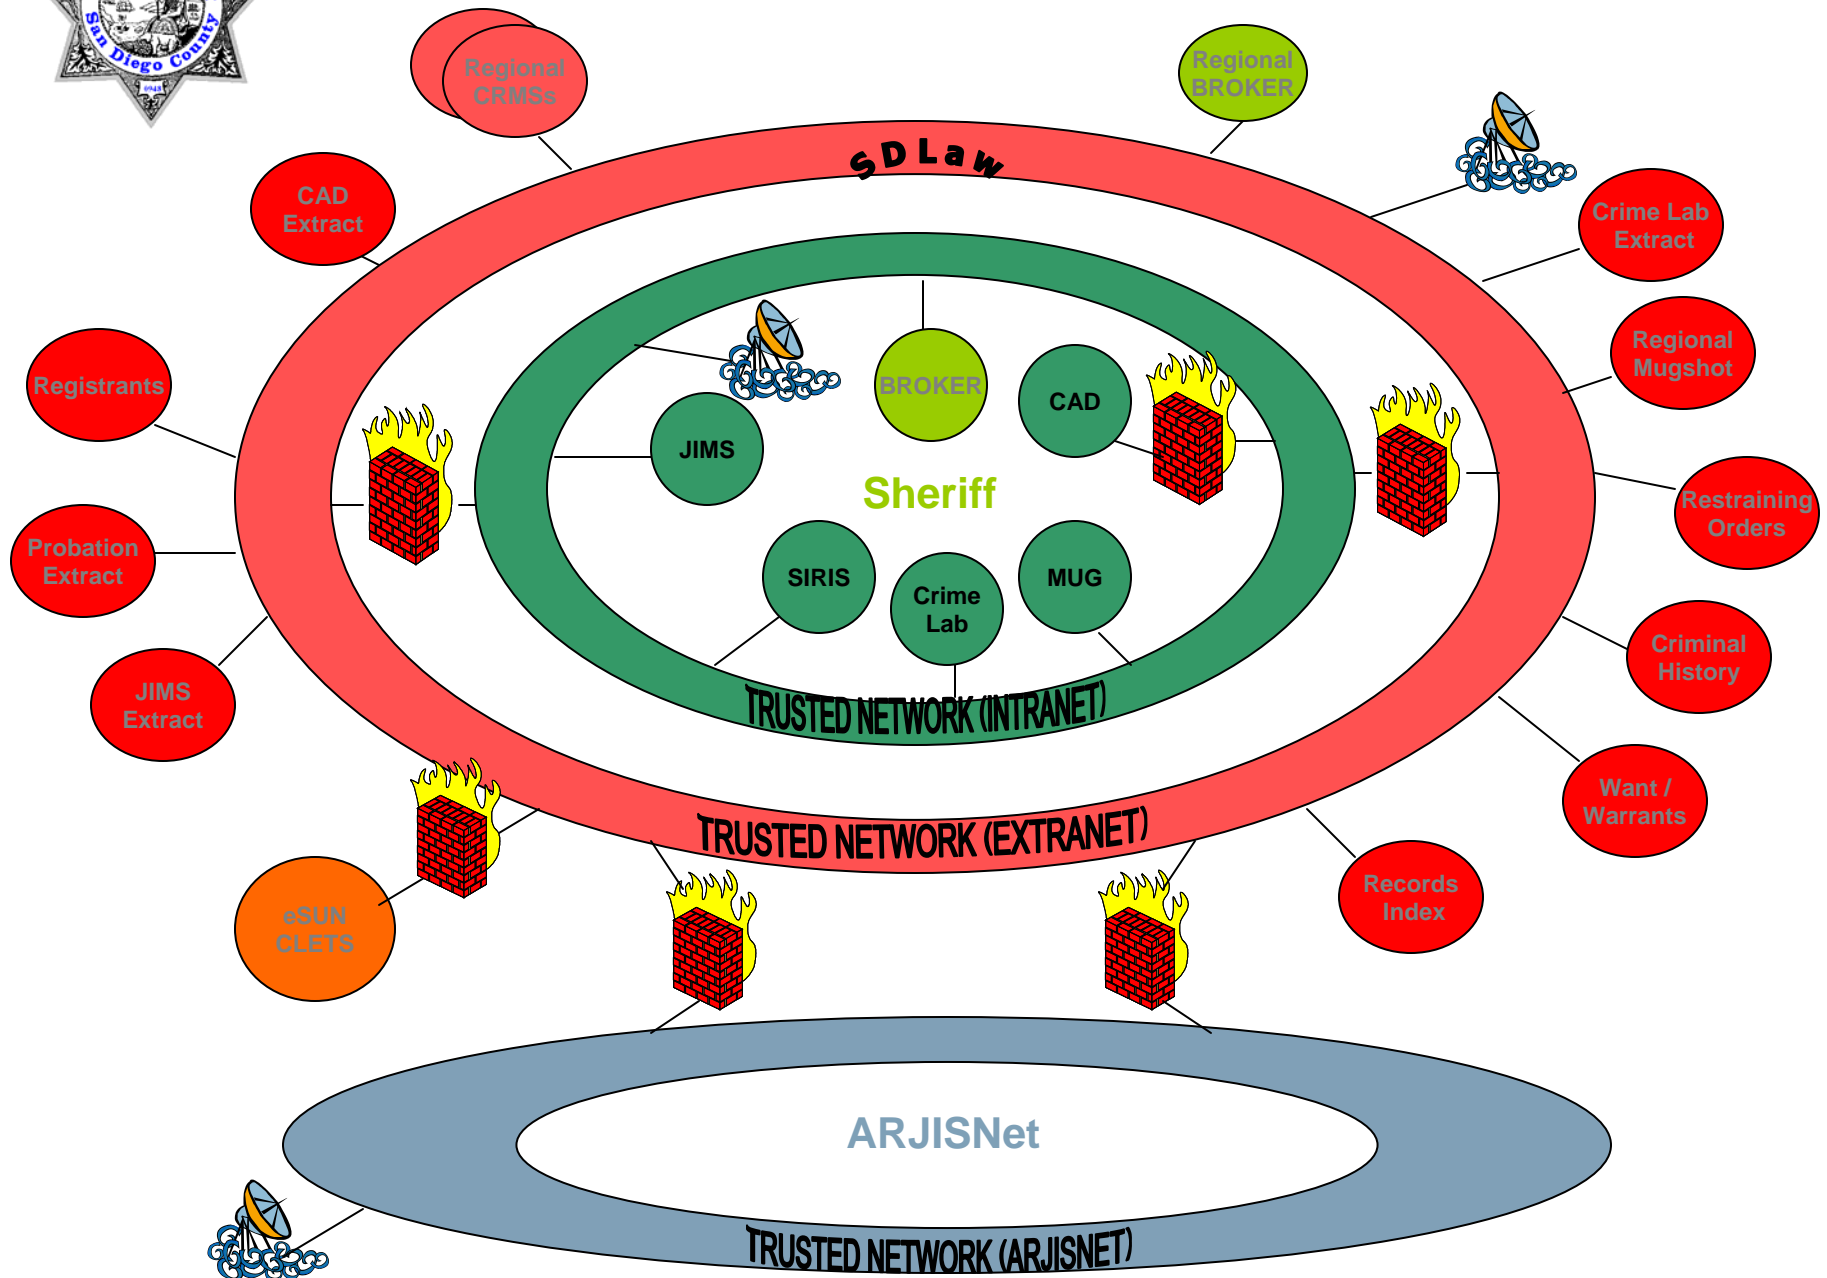 San Diego County
Regional
CRMSs
Regional
BROKER
SDLaw
CAD
Extract
Crime Lab
Extract
Regional
Mugshot
Registrants
BROKER
CAD
JIMS
Sheriff
Restraining
Orders
Probation
Extract
SIRIS
Crime
Lab
MUG
Criminal
History
JIMS
Extract
TRUSTED NETWORK (INTRANET)
Want /
Warrants
TRUSTED NETWORK (EXTRANET)
Records
Index
eSUN
CLETS
ARJISNet
TRUSTED NETWORK (ARJISNET)